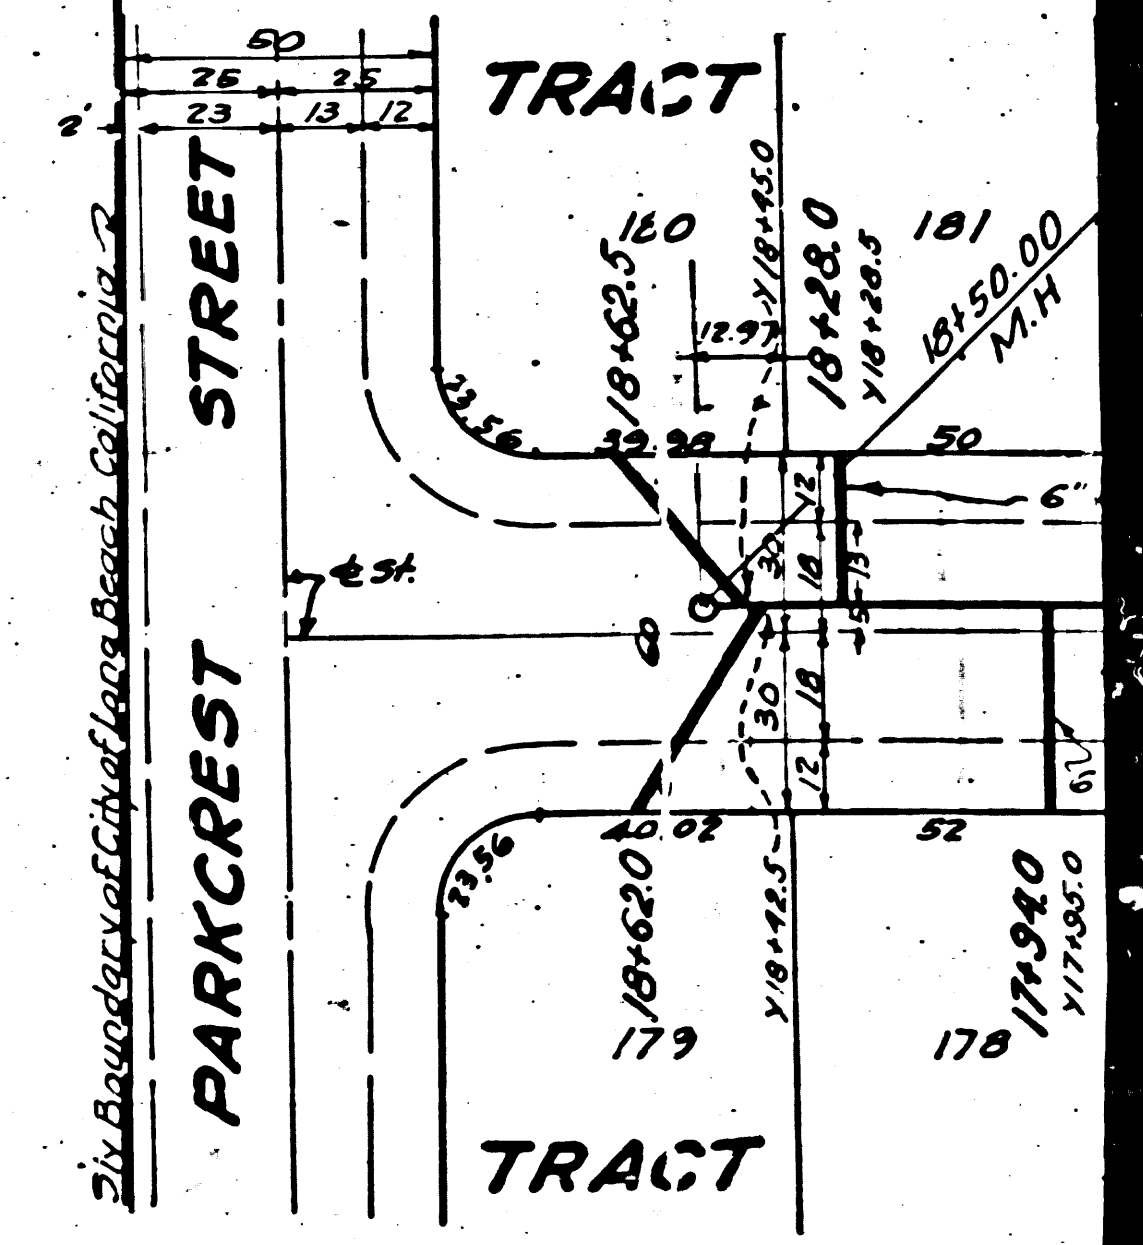 50
TRACT
25 25
2' 23 13 12
STREET
Y18+45.0
180
181
18+62.5
18+28.0
Y18+28.5
18+50.00
M.H
12.97
23.56
39.98
50
6"
12
30
18
13
5
₵ St.
60
30
18
12
6"
PARKCREST
Boundary of City of Long Beach California
23.56
40.02
52
18+62.0
Y18+42.5
17+94.0
Y17+95.0
179
178
TRACT